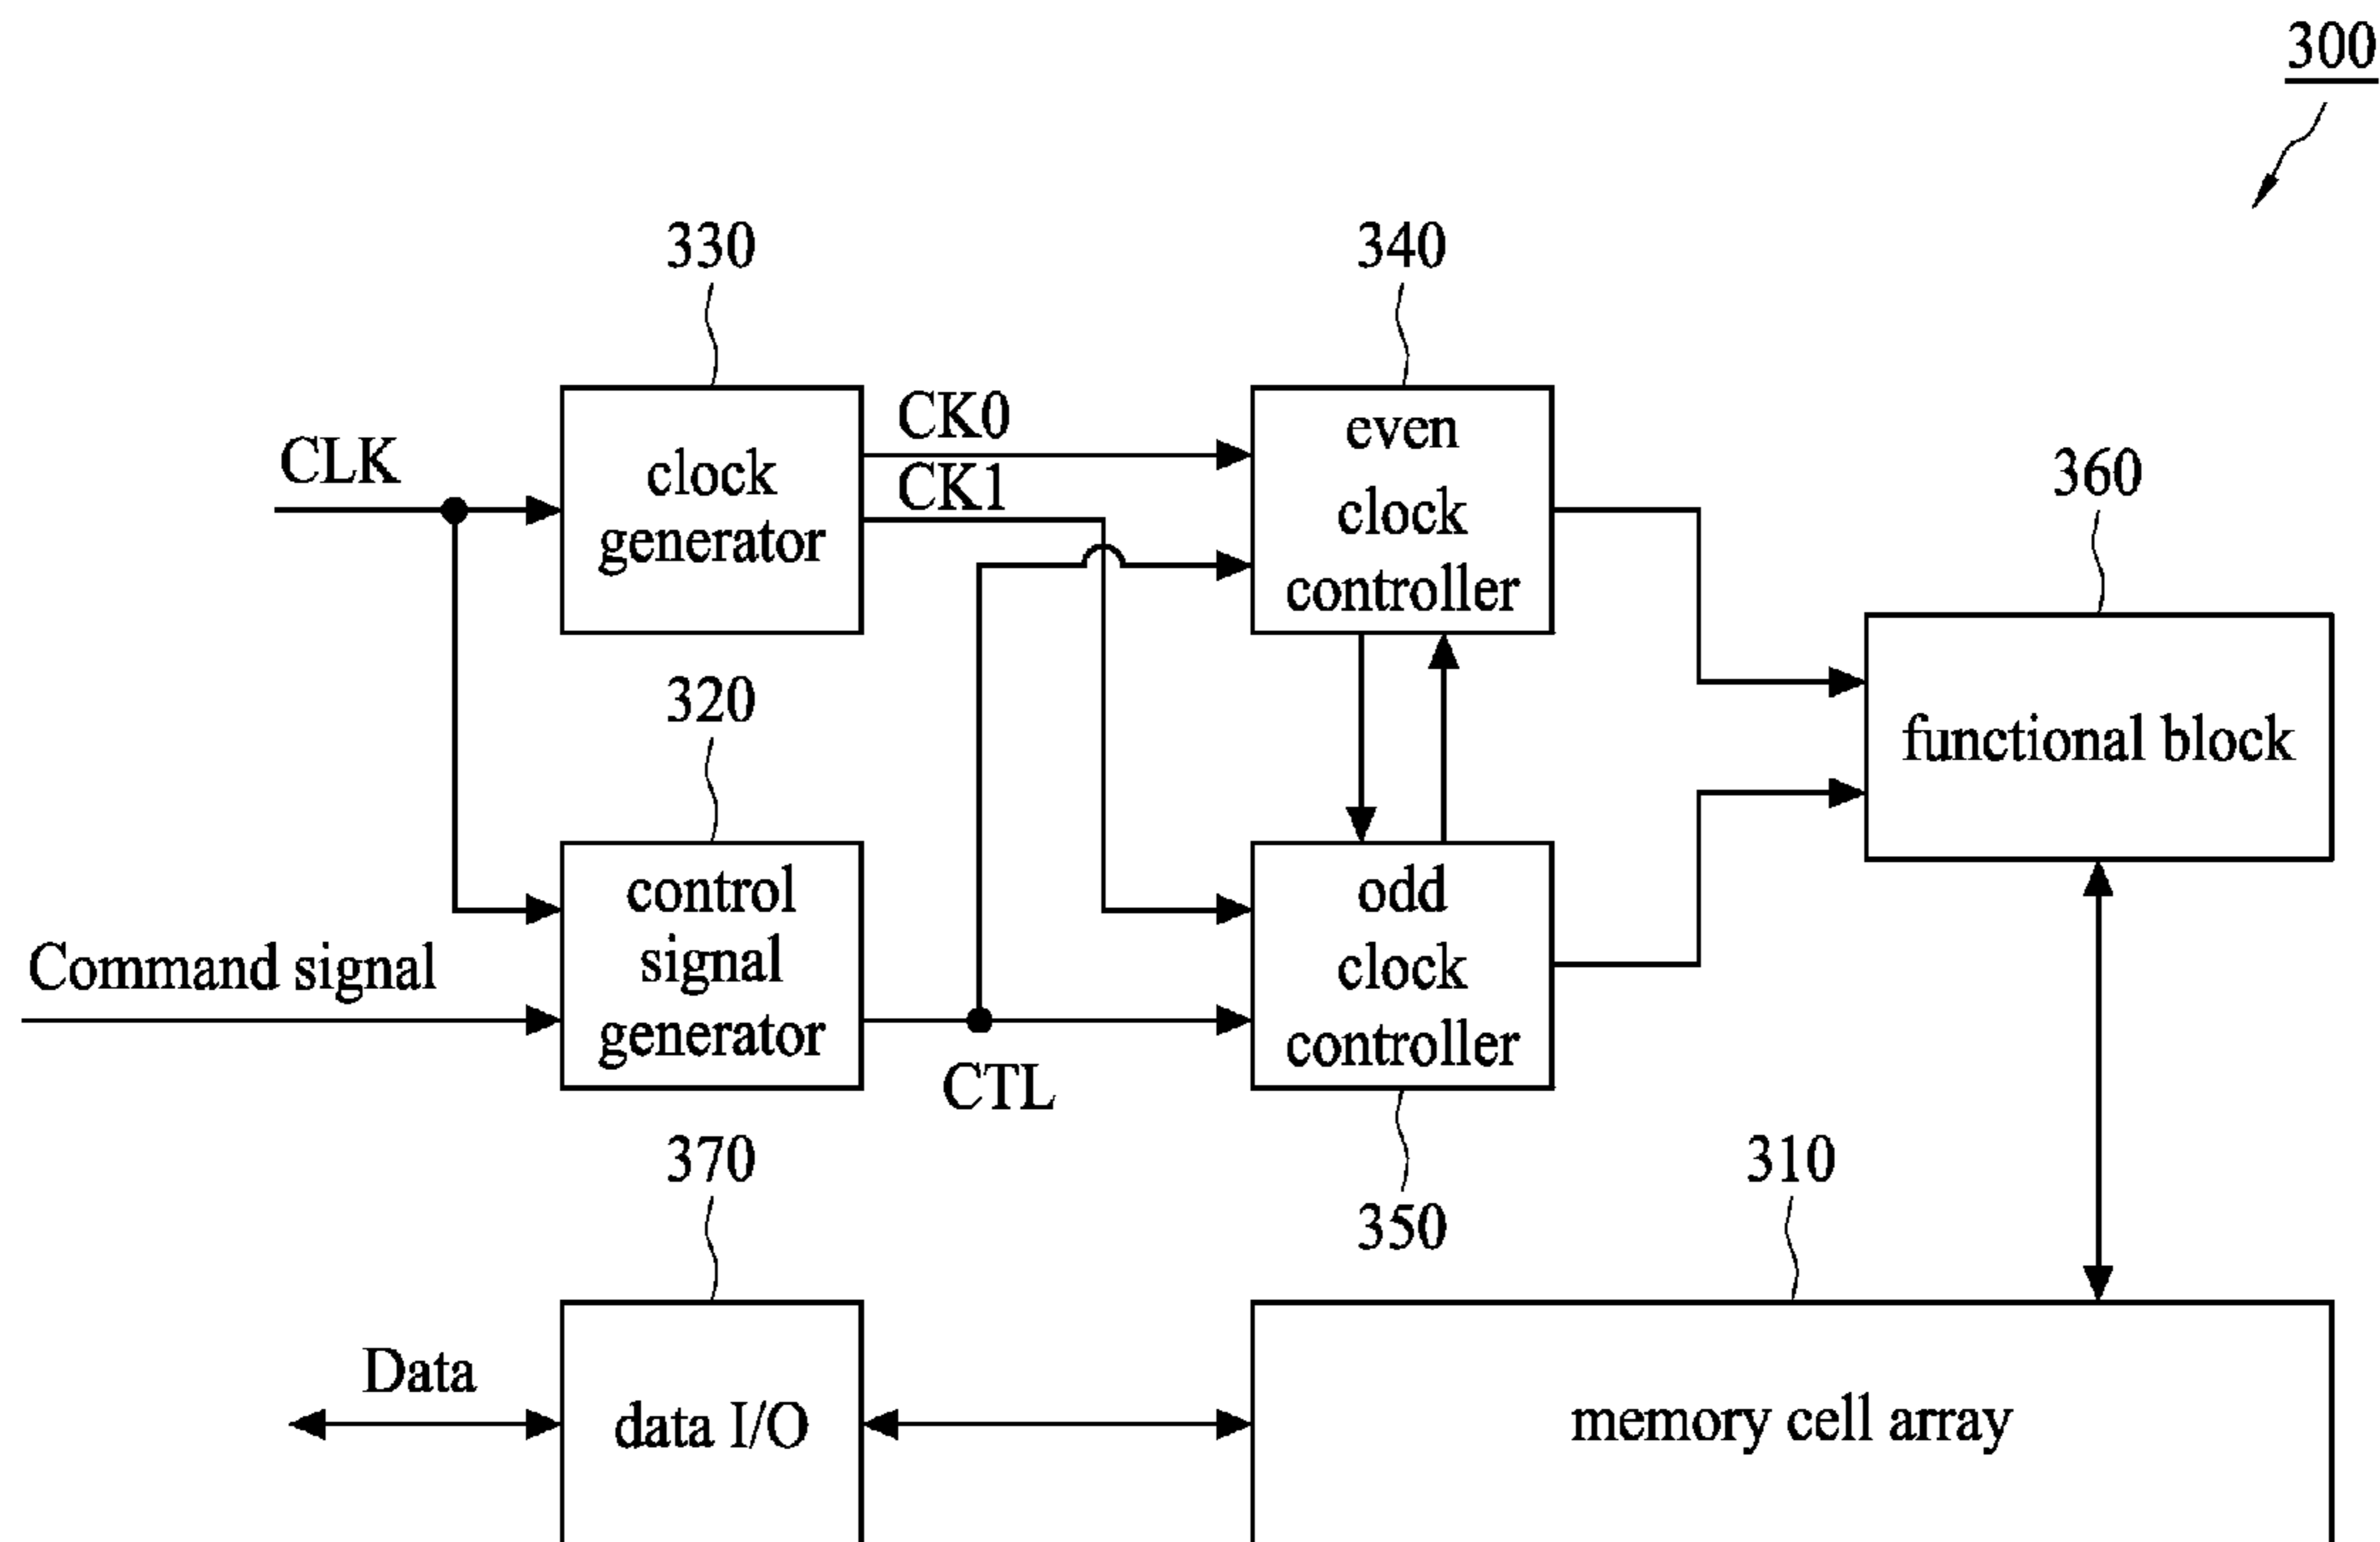 300
330
340
CLK
clock
generator
CK0
CK1
even
clock
controller
360
functional block
320
Command signal
control
signal
generator
CTL
odd
clock
controller
350
370
310
Data
data I/O
memory cell array